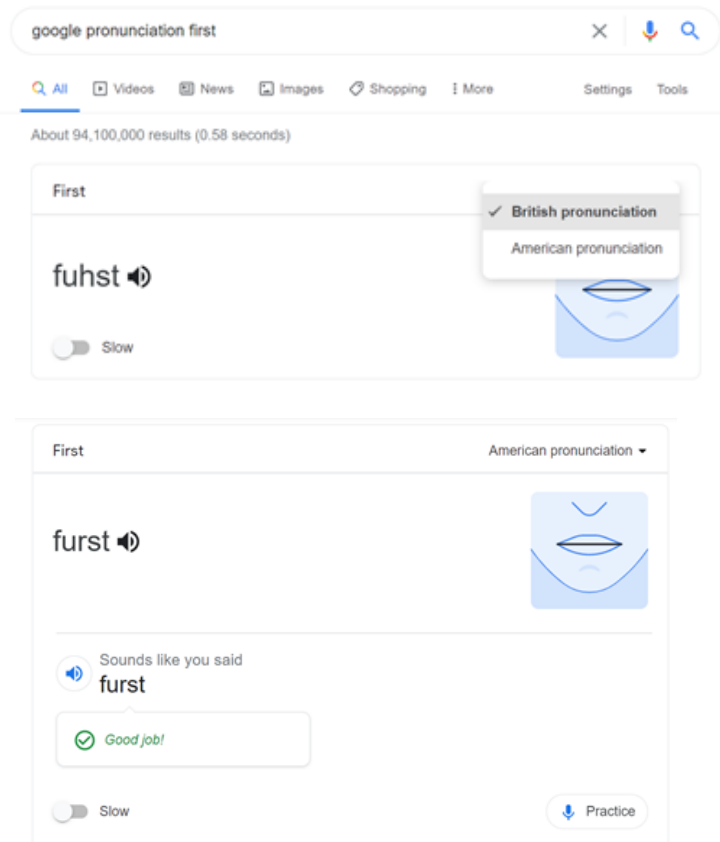 google pronunciation first
All Videos News Images Shopping More Settings Tools
About 94,100,000 results (0.58 seconds)
First
British pronunciation
American pronunciation
fuhst
Slow
First American pronunciation
furst
Sounds like you said
furst
Good job!
Slow Practice